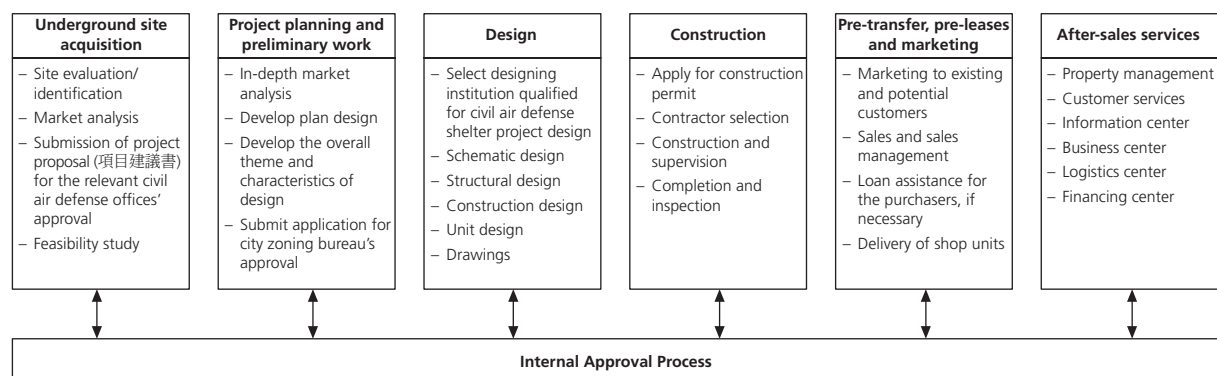 Underground site
acquisition
– Site evaluation/
identification
– Market analysis
– Submission of project
proposal (項目建議書)
for the relevant civil
air defense offices’
approval
– Feasibility study
Project planning and
preliminary work
– In-depth market
analysis
– Develop plan design
– Develop the overall
theme and
characteristics of
design
– Submit application for
city zoning bureau’s
approval
Design
– Select designing
institution qualified
for civil air defense
shelter project design
– Schematic design
– Structural design
– Construction design
– Unit design
– Drawings
Construction
– Apply for construction
permit
– Contractor selection
– Construction and
supervision
– Completion and
inspection
Pre-transfer, pre-leases
and marketing
– Marketing to existing
and potential
customers
– Sales and sales
management
– Loan assistance for
the purchasers, if
necessary
– Delivery of shop units
After-sales services
– Property management
– Customer services
– Information center
– Business center
– Logistics center
– Financing center
Internal Approval Process